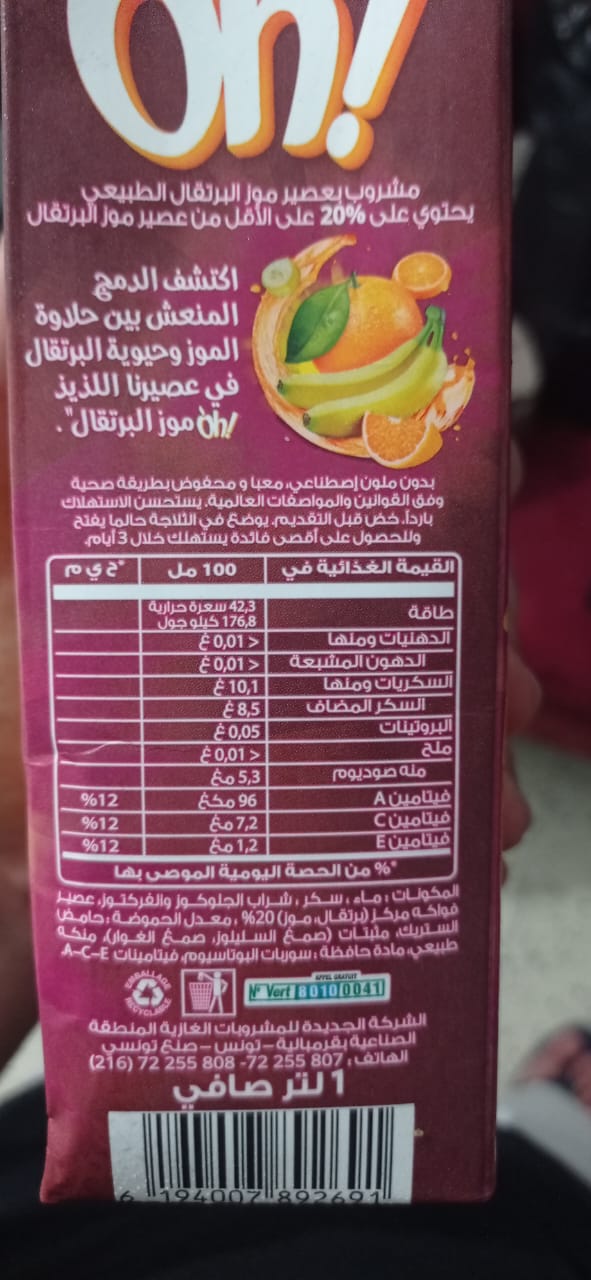 Oh!
مشروب بعصير موز البرتقال الطبيعي
يحتوي على 20% على الأقل من عصير موز البرتقال
اكتشف الدمج
المنعش بين حلاوة
الموز وحيوية البرتقال
في عصيرنا اللذيذ
Oh! موز البرتقال".
بدون ملون إصطناعي، معبا و محفوض بطريقة صحية
وفق القوانين والمواصفات العالمية. يستحسن الاستهلاك
باردا. خض قبل التقديم. يوضع في الثلاجة حالما يفتح
وللحصول على أقصى فائدة يستهلك خلال 3 أيام.
القيمة الغذائية في 100 مل *ح ي م
طاقة 42,3 سعرة حرارية
176,8 كيلو جول
الدهنيات ومنها < 0,01 غ
الدهون المشبعة < 0,01 غ
السكريات ومنها 10,1 غ
السكر المضاف 8,5 غ
البروتينات 0,05 غ
ملح < 0,01 غ
منه صوديوم 5,3 مغ
فيتامين A 96 مكغ %12
فيتامين C 7,2 مغ %12
فيتامين E 1,2 مغ %12
*% من الحصة اليومية الموصى بها
المكونات : ماء، سكر، شراب الجلوكوز والفركتوز، عصير
فواكه مركز (برتقال، موز) 20%، معدل الحموضة : حامض
الستريك، مثبتات (صمغ السليلوز، صمغ الغوار)، منكه
طبيعي، مادة حافظة : سوربات البوتاسيوم، فيتامينات A-C-E
EMBALLAGE RECYCLABLE
APPEL GRATUIT
N° Vert 8010 0041
الشركة الجديدة للمشروبات الغازية المنطقة
الصناعية بقرمبالية – تونس – صنع تونسي
الهاتف : 807 255 72- 808 255 72 (216)
1 لتر صافي
6 194007 892691